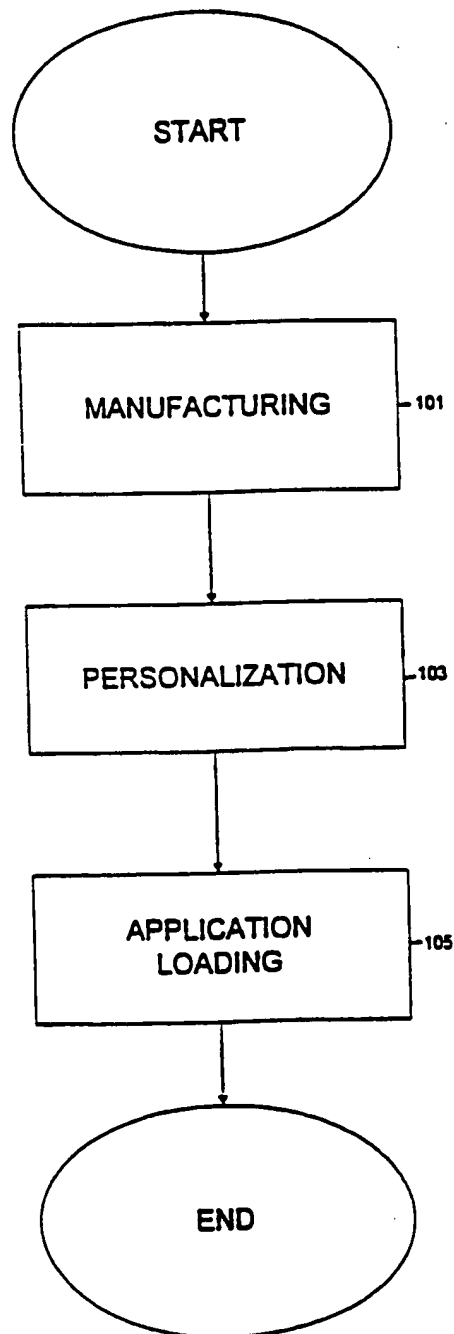 START
MANUFACTURING
101
PERSONALIZATION
103
APPLICATION
LOADING
105
END